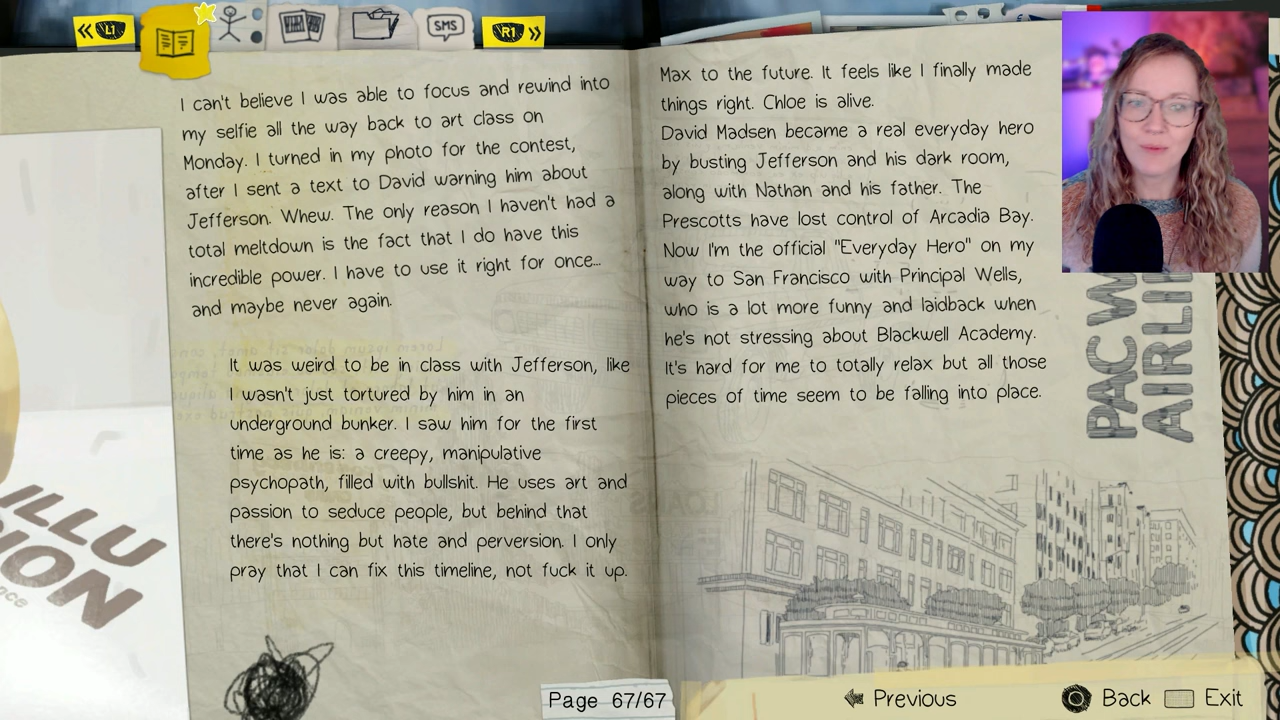 L1
SMS
R1
I can't believe I was able to focus and rewind into
my selfie all the way back to art class on
Monday. I turned in my photo for the contest,
after I sent a text to David warning him about
Jefferson. Whew. The only reason I haven't had a
total meltdown is the fact that I do have this
incredible power. I have to use it right for once...
and maybe never again.
It was weird to be in class with Jefferson, like
I wasn't just tortured by him in an
underground bunker. I saw him for the first
time as he is: a creepy, manipulative
psychopath, filled with bullshit. He uses art and
passion to seduce people, but behind that
there's nothing but hate and perversion. I only
pray that I can fix this timeline, not fuck it up.
Max to the future. It feels like I finally made
things right. Chloe is alive.
David Madsen became a real everyday hero
by busting Jefferson and his dark room,
along with Nathan and his father. The
Prescotts have lost control of Arcadia Bay.
Now I'm the official "Everyday Hero" on my
way to San Francisco with Principal Wells,
who is a lot more funny and laidback when
he's not stressing about Blackwell Academy.
It's hard for me to totally relax but all those
pieces of time seem to be falling into place.
PAC W
AIRLI
ILLU
ION
nce
Page 67/67
Previous
Back
Exit